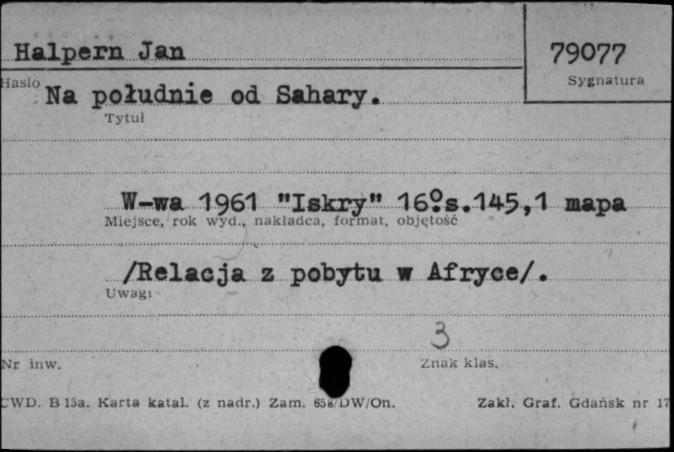 Halpern Jan
79077
Hasło
Sygnatura
Na południe od Sahary.
Tytuł
W-wa 1961 "Iskry" 16º.s.145,1 mapa
Miejsce, rok wyd., nakładca, format, objętość
/Relacja z pobytu w Afryce/.
Uwagi
3
Nr inw.
Znak klas.
CWD. B 15a. Karta katal. (z nadr.) Zam. 658/DW/On.
Zakł. Graf. Gdańsk nr 17